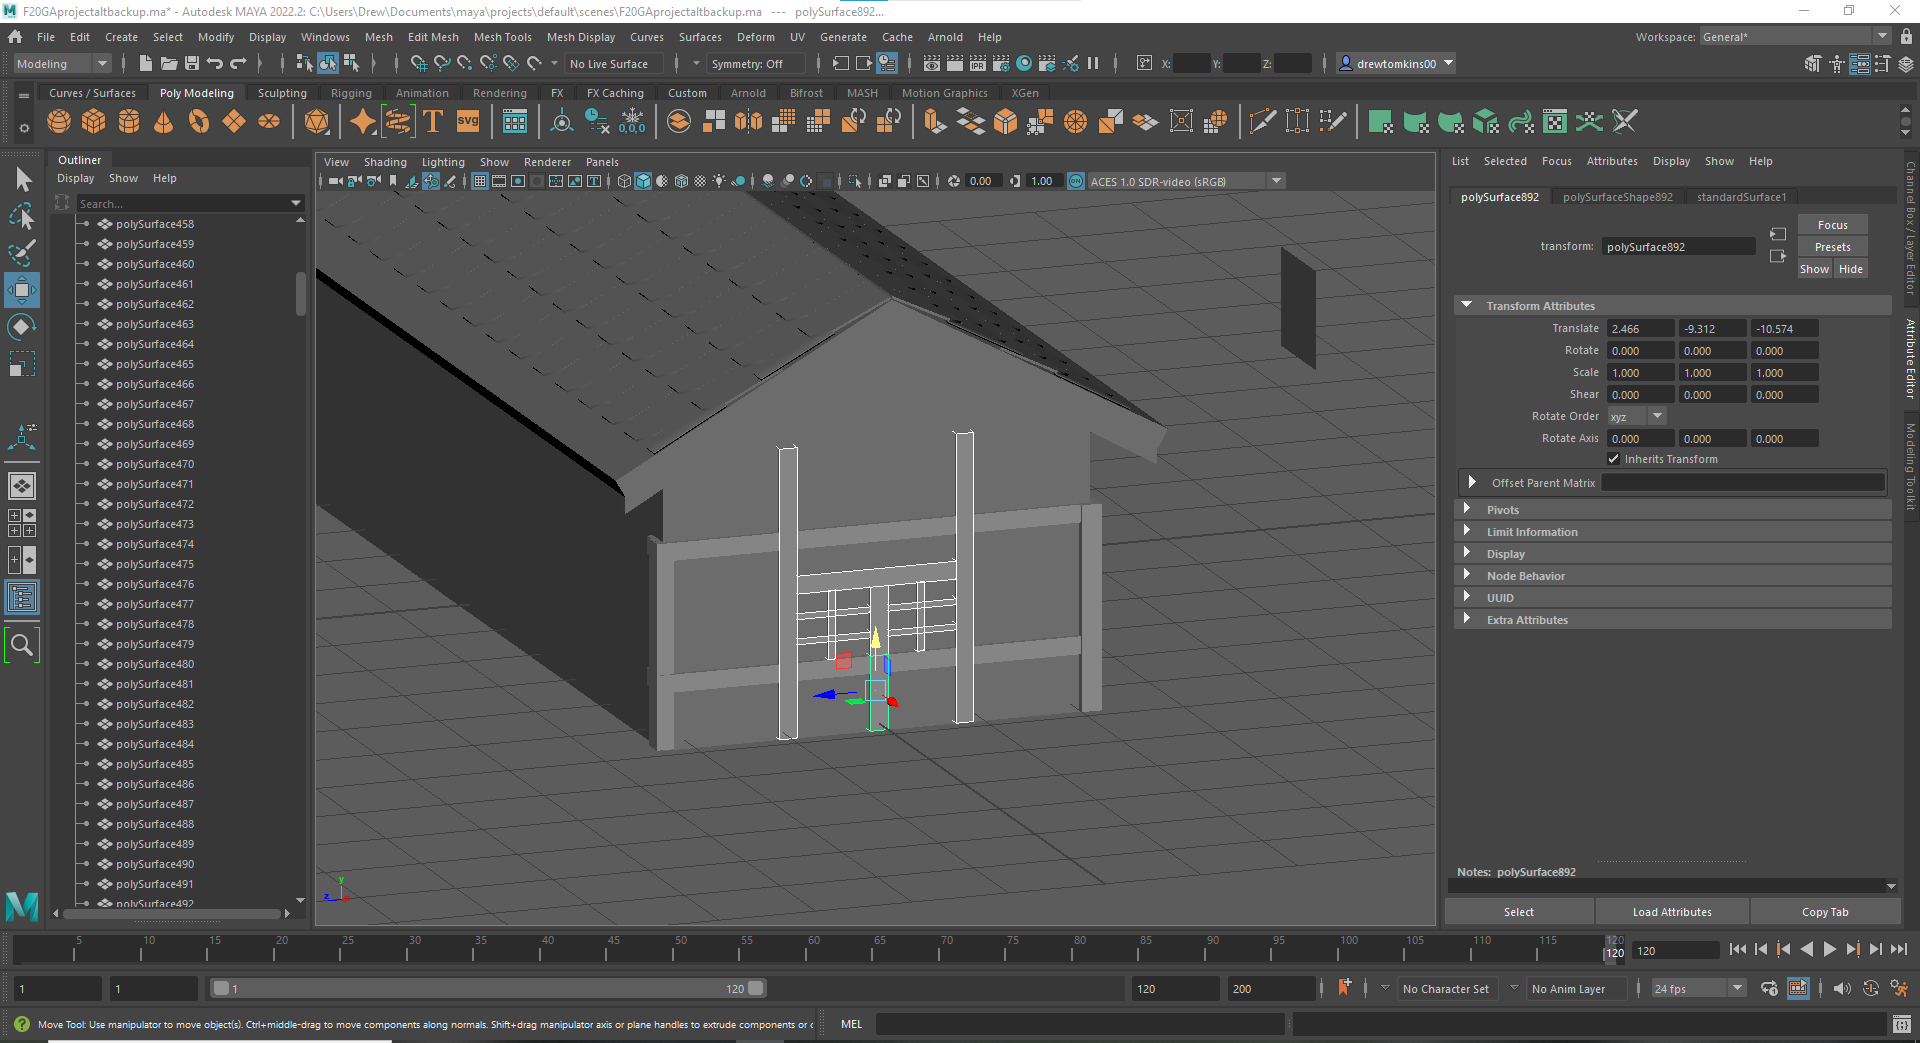 F20GAprojectaltbackup.ma* - Autodesk MAYA 2022.2: C:\Users\Drew\Documents\maya\projects\default\scenes\F20GAprojectaltbackup.ma   ---   polySurface892...
File Edit Create Select Modify Display Windows Mesh Edit Mesh Mesh Tools Mesh Display Curves Surfaces Deform UV Generate Cache Arnold Help
Workspace: General*
Modeling
No Live Surface
Symmetry: Off
IPR
X:
Y:
Z:
drewtomkins00
Curves / Surfaces Poly Modeling Sculpting Rigging Animation Rendering FX FX Caching Custom Arnold Bifrost MASH Motion Graphics XGen
T
SVG
0,0,0
Outliner
Display Show Help
Search...
polySurface458
polySurface459
polySurface460
polySurface461
polySurface462
polySurface463
polySurface464
polySurface465
polySurface466
polySurface467
polySurface468
polySurface469
polySurface470
polySurface471
polySurface472
polySurface473
polySurface474
polySurface475
polySurface476
polySurface477
polySurface478
polySurface479
polySurface480
polySurface481
polySurface482
polySurface483
polySurface484
polySurface485
polySurface486
polySurface487
polySurface488
polySurface489
polySurface490
polySurface491
polySurface492
View Shading Lighting Show Renderer Panels
0.00
1.00
ACES 1.0 SDR-video (sRGB)
y
z
List Selected Focus Attributes Display Show Help
polySurface892 polySurfaceShape892 standardSurface1
transform: polySurface892
Focus
Presets
Show Hide
Transform Attributes
Translate 2.466 -9.312 -10.574
Rotate 0.000 0.000 0.000
Scale 1.000 1.000 1.000
Shear 0.000 0.000 0.000
Rotate Order xyz
Rotate Axis 0.000 0.000 0.000
Inherits Transform
Offset Parent Matrix
Pivots
Limit Information
Display
Node Behavior
UUID
Extra Attributes
Notes: polySurface892
Select
Load Attributes
Copy Tab
Channel Box / Layer Editor
Attribute Editor
Modeling Toolkit
5 10 15 20 25 30 35 40 45 50 55 60 65 70 75 80 85 90 95 100 105 110 115 120
120
120
1
1
1
120
120
200
No Character Set
No Anim Layer
24 fps
Move Tool: Use manipulator to move object(s). Ctrl+middle-drag to move components along normals. Shift+drag manipulator axis or plane handles to extrude components or c
MEL